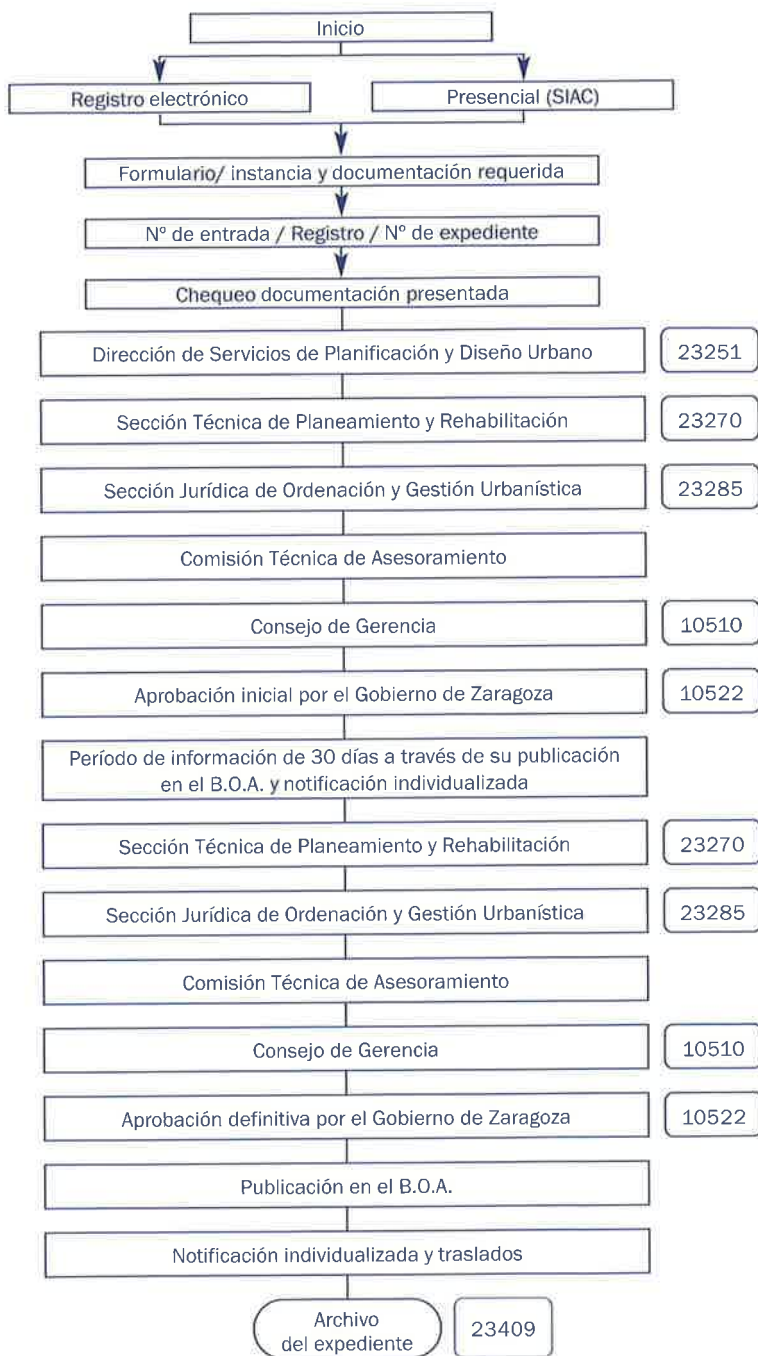 Inicio
Registro electrónico
Presencial (SIAC)
Formulario/ instancia y documentación requerida
Nº de entrada / Registro / Nº de expediente
Chequeo documentación presentada
Dirección de Servicios de Planificación y Diseño Urbano
23251
Sección Técnica de Planeamiento y Rehabilitación
23270
Sección Jurídica de Ordenación y Gestión Urbanística
23285
Comisión Técnica de Asesoramiento
Consejo de Gerencia
10510
Aprobación inicial por el Gobierno de Zaragoza
10522
Período de información de 30 días a través de su publicación
en el B.O.A. y notificación individualizada
Sección Técnica de Planeamiento y Rehabilitación
23270
Sección Jurídica de Ordenación y Gestión Urbanística
23285
Comisión Técnica de Asesoramiento
Consejo de Gerencia
10510
Aprobación definitiva por el Gobierno de Zaragoza
10522
Publicación en el B.O.A.
Notificación individualizada y traslados
Archivo
del expediente
23409